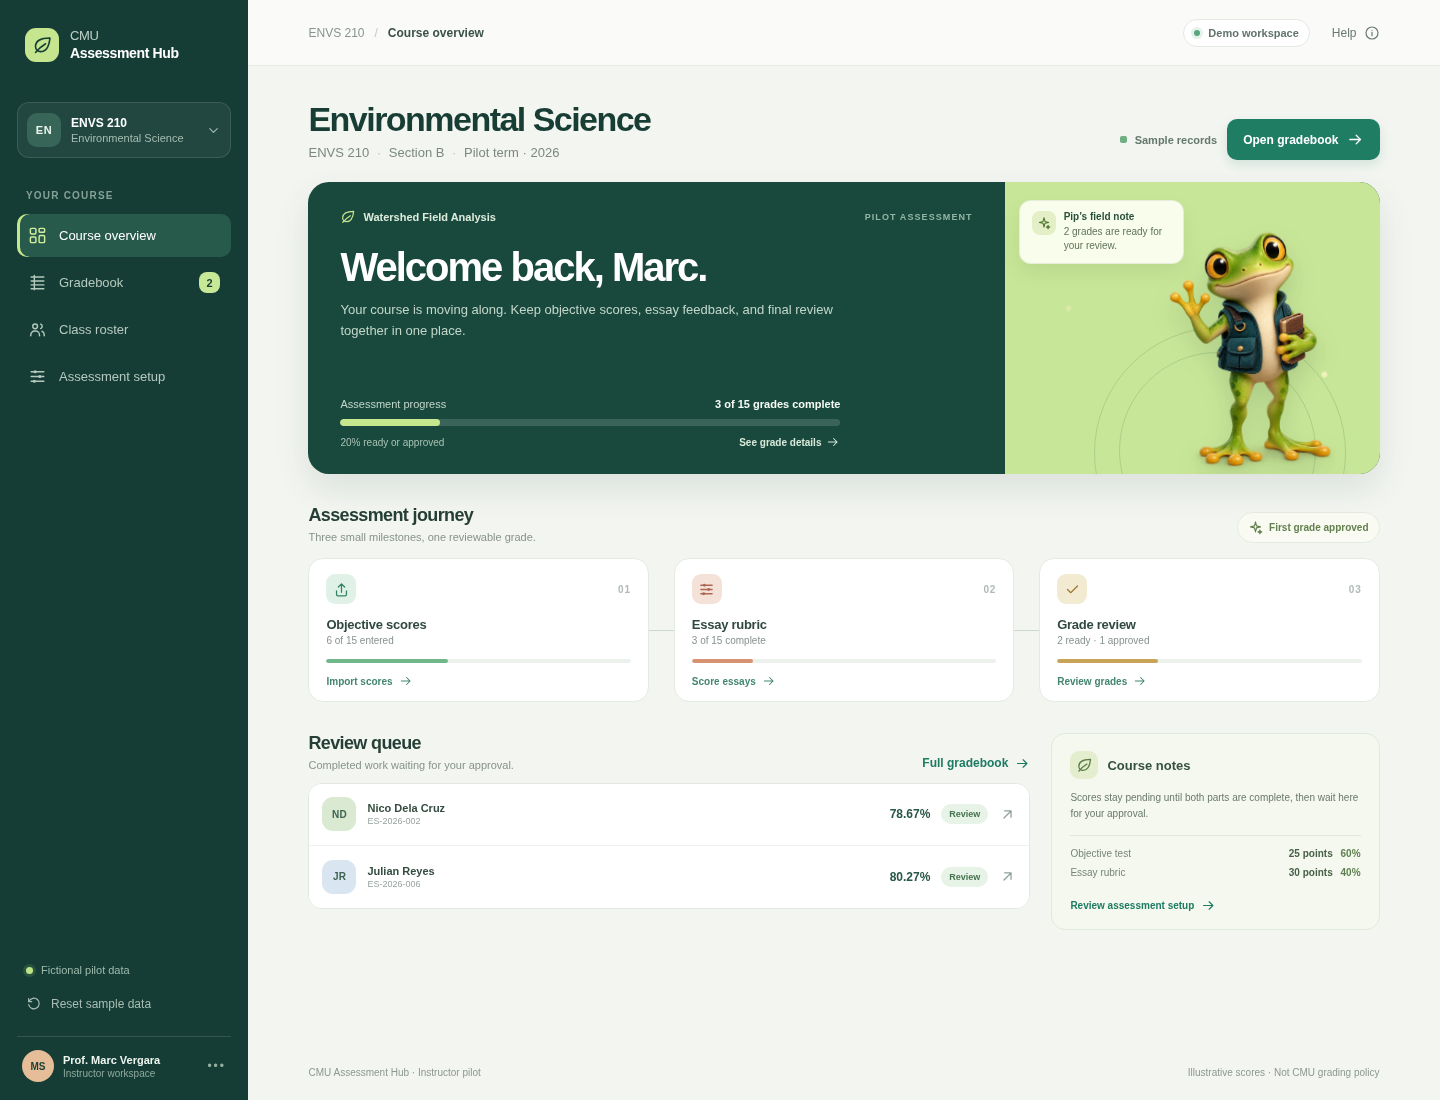 CMU
Assessment Hub
EN
ENVS 210
Environmental Science
YOUR COURSE
Course overview
Gradebook
2
Class roster
Assessment setup
Fictional pilot data
Reset sample data
MS
Prof. Marc Vergara
Instructor workspace
ENVS 210 / Course overview
Demo workspace
Help
Environmental Science
ENVS 210 · Section B · Pilot term · 2026
Sample records
Open gradebook
Watershed Field Analysis
PILOT ASSESSMENT
Welcome back, Marc.
Your course is moving along. Keep objective scores, essay feedback, and final review
together in one place.
Assessment progress
3 of 15 grades complete
20% ready or approved
See grade details
Pip's field note
2 grades are ready for
your review.
Assessment journey
Three small milestones, one reviewable grade.
First grade approved
01
Objective scores
6 of 15 entered
Import scores
02
Essay rubric
3 of 15 complete
Score essays
03
Grade review
2 ready · 1 approved
Review grades
Review queue
Completed work waiting for your approval.
Full gradebook
ND
Nico Dela Cruz
ES-2026-002
78.67%
Review
JR
Julian Reyes
ES-2026-006
80.27%
Review
Course notes
Scores stay pending until both parts are complete, then wait here
for your approval.
Objective test 25 points 60%
Essay rubric 30 points 40%
Review assessment setup
CMU Assessment Hub · Instructor pilot
Illustrative scores · Not CMU grading policy